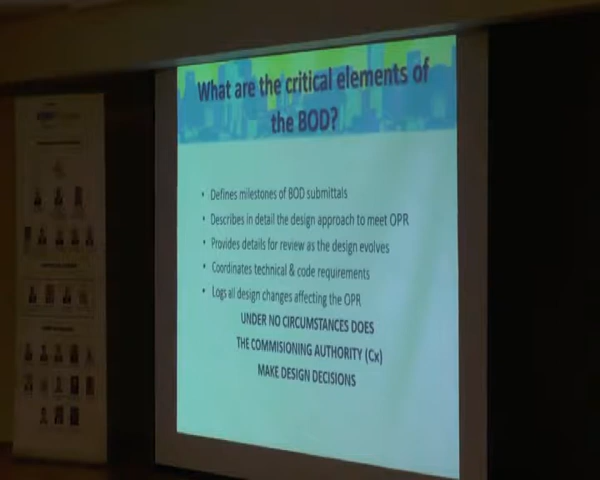 What are the critical elements of
the BOD?
• Defines milestones of BOD submittals
• Describes in detail the design approach to meet OPR
• Provides details for review as the design evolves
• Coordinates technical & code requirements
• Logs all design changes affecting the OPR
UNDER NO CIRCUMSTANCES DOES
THE COMMISIONING AUTHORITY (Cx)
MAKE DESIGN DECISIONS